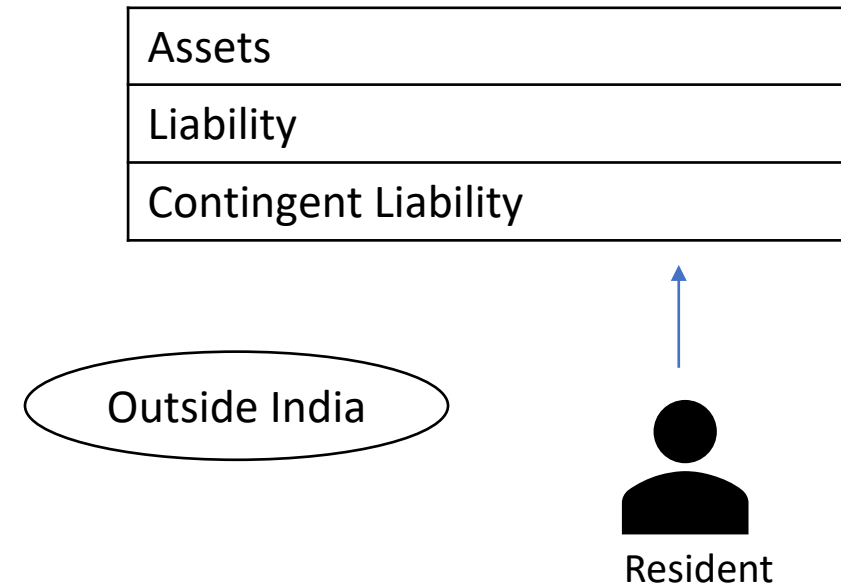 Assets
Liability
Contingent Liability
Outside India
Resident